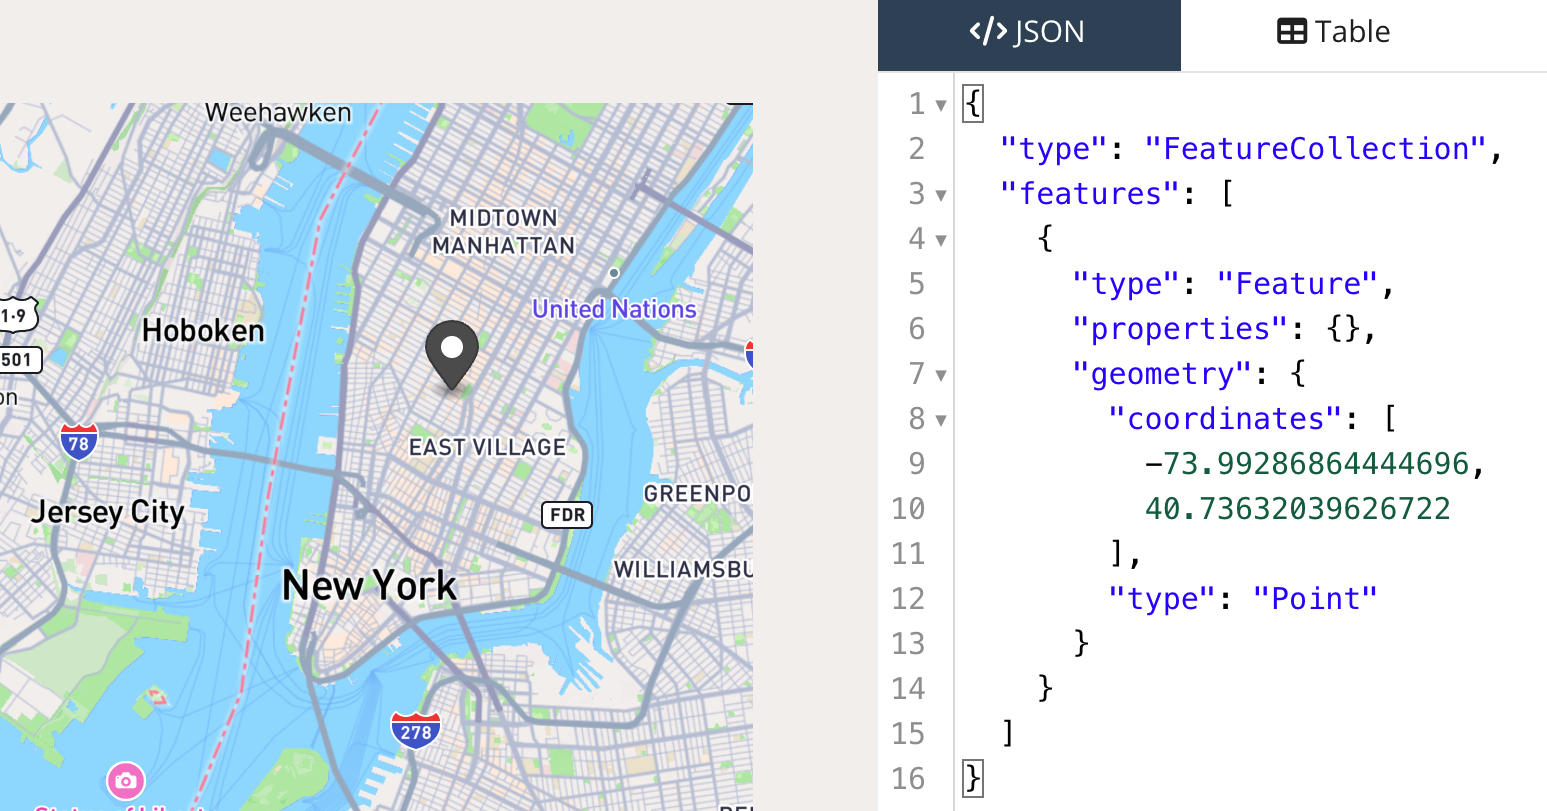 Weehawken
MIDTOWN
MANHATTAN
United Nations
1·9
Hoboken
501
on
78
EAST VILLAGE
GREENPO
Jersey City
FDR
WILLIAMSBU
New York
278
</> JSON
Table
1 {
2 "type": "FeatureCollection",
3 "features": [
4 {
5 "type": "Feature",
6 "properties": {},
7 "geometry": {
8 "coordinates": [
9 -73.99286864444696,
10 40.73632039626722
11 ],
12 "type": "Point"
13 }
14 }
15 ]
16 }